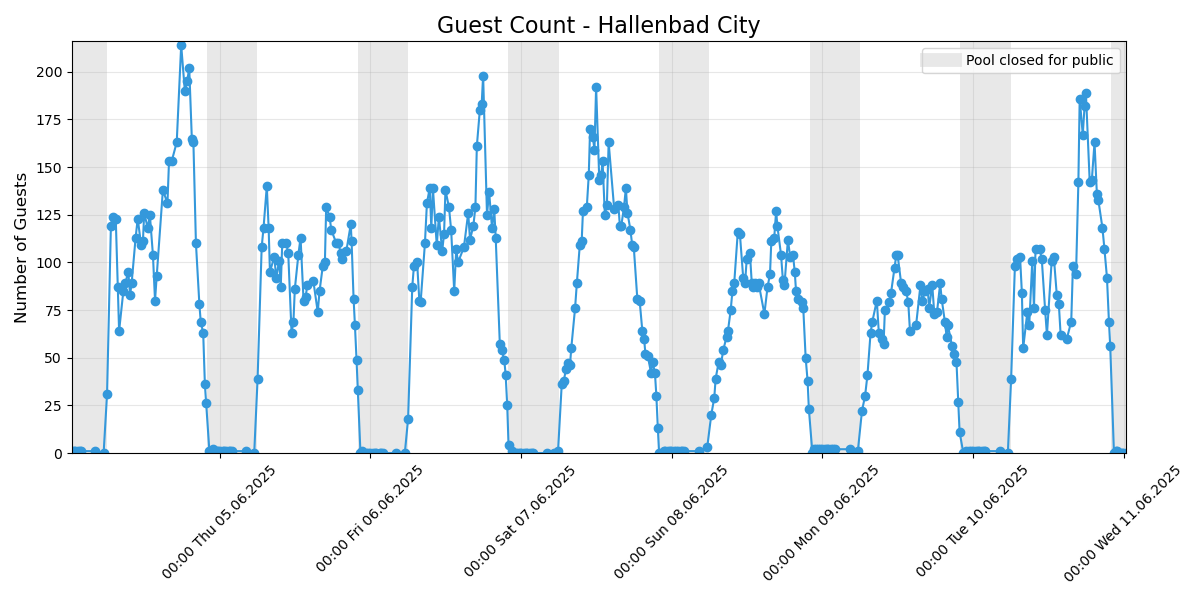 Guest Count - Hallenbad City
Pool closed for public
Number of Guests
200
175
150
125
100
75
50
25
0
00:00 Thu 05.06.2025
00:00 Fri 06.06.2025
00:00 Sat 07.06.2025
00:00 Sun 08.06.2025
00:00 Mon 09.06.2025
00:00 Tue 10.06.2025
00:00 Wed 11.06.2025